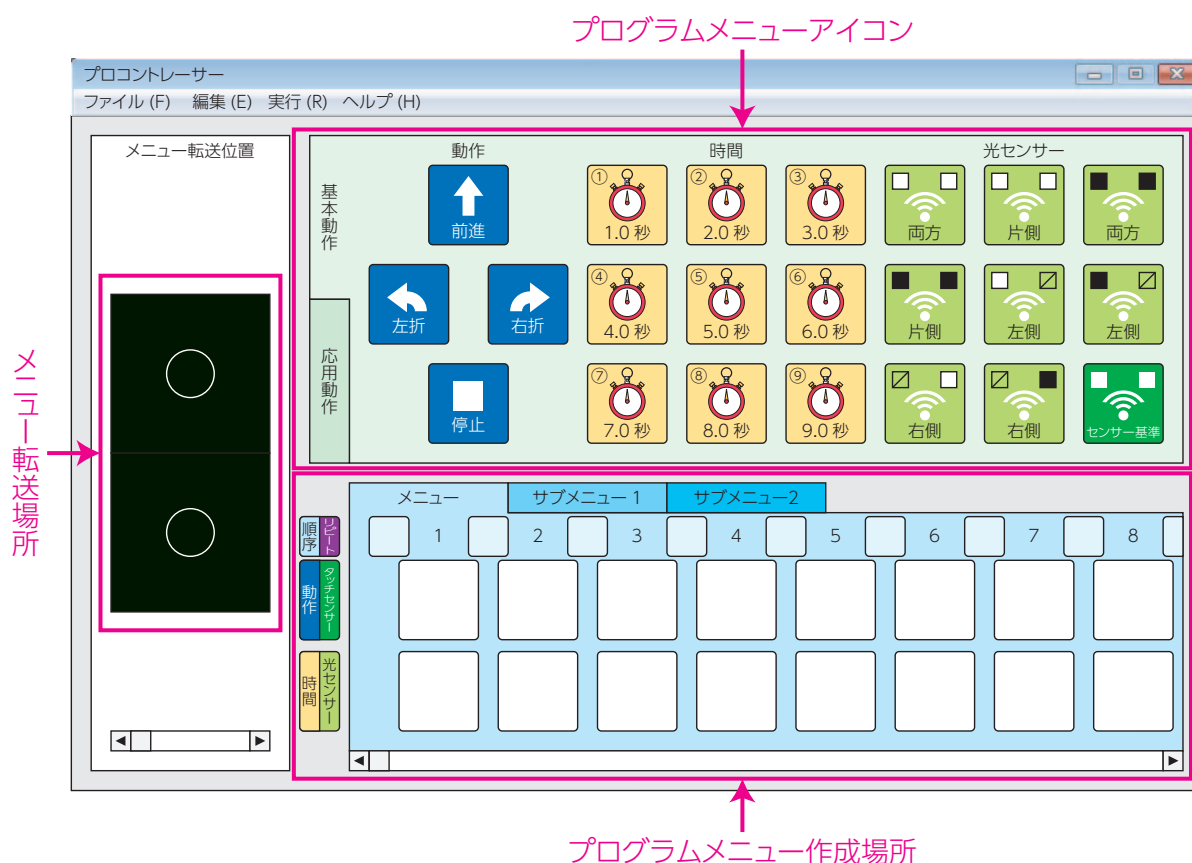 プログラムメニューアイコン
プロコントレーサー
ファイル (F) 編集 (E) 実行 (R) ヘルプ (H)
メニュー転送位置
メニュー転送場所
基本動作
応用動作
動作
時間
光センサー
前進
左折
右折
停止
① 1.0 秒
② 2.0 秒
③ 3.0 秒
④ 4.0 秒
⑤ 5.0 秒
⑥ 6.0 秒
⑦ 7.0 秒
⑧ 8.0 秒
⑨ 9.0 秒
両方
片側
両方
片側
左側
左側
右側
右側
センサー基準
メニュー
サブメニュー 1
サブメニュー2
順序
リピート
1 2 3 4 5 6 7 8
動作
タッチセンサー
時間
光センサー
プログラムメニュー作成場所